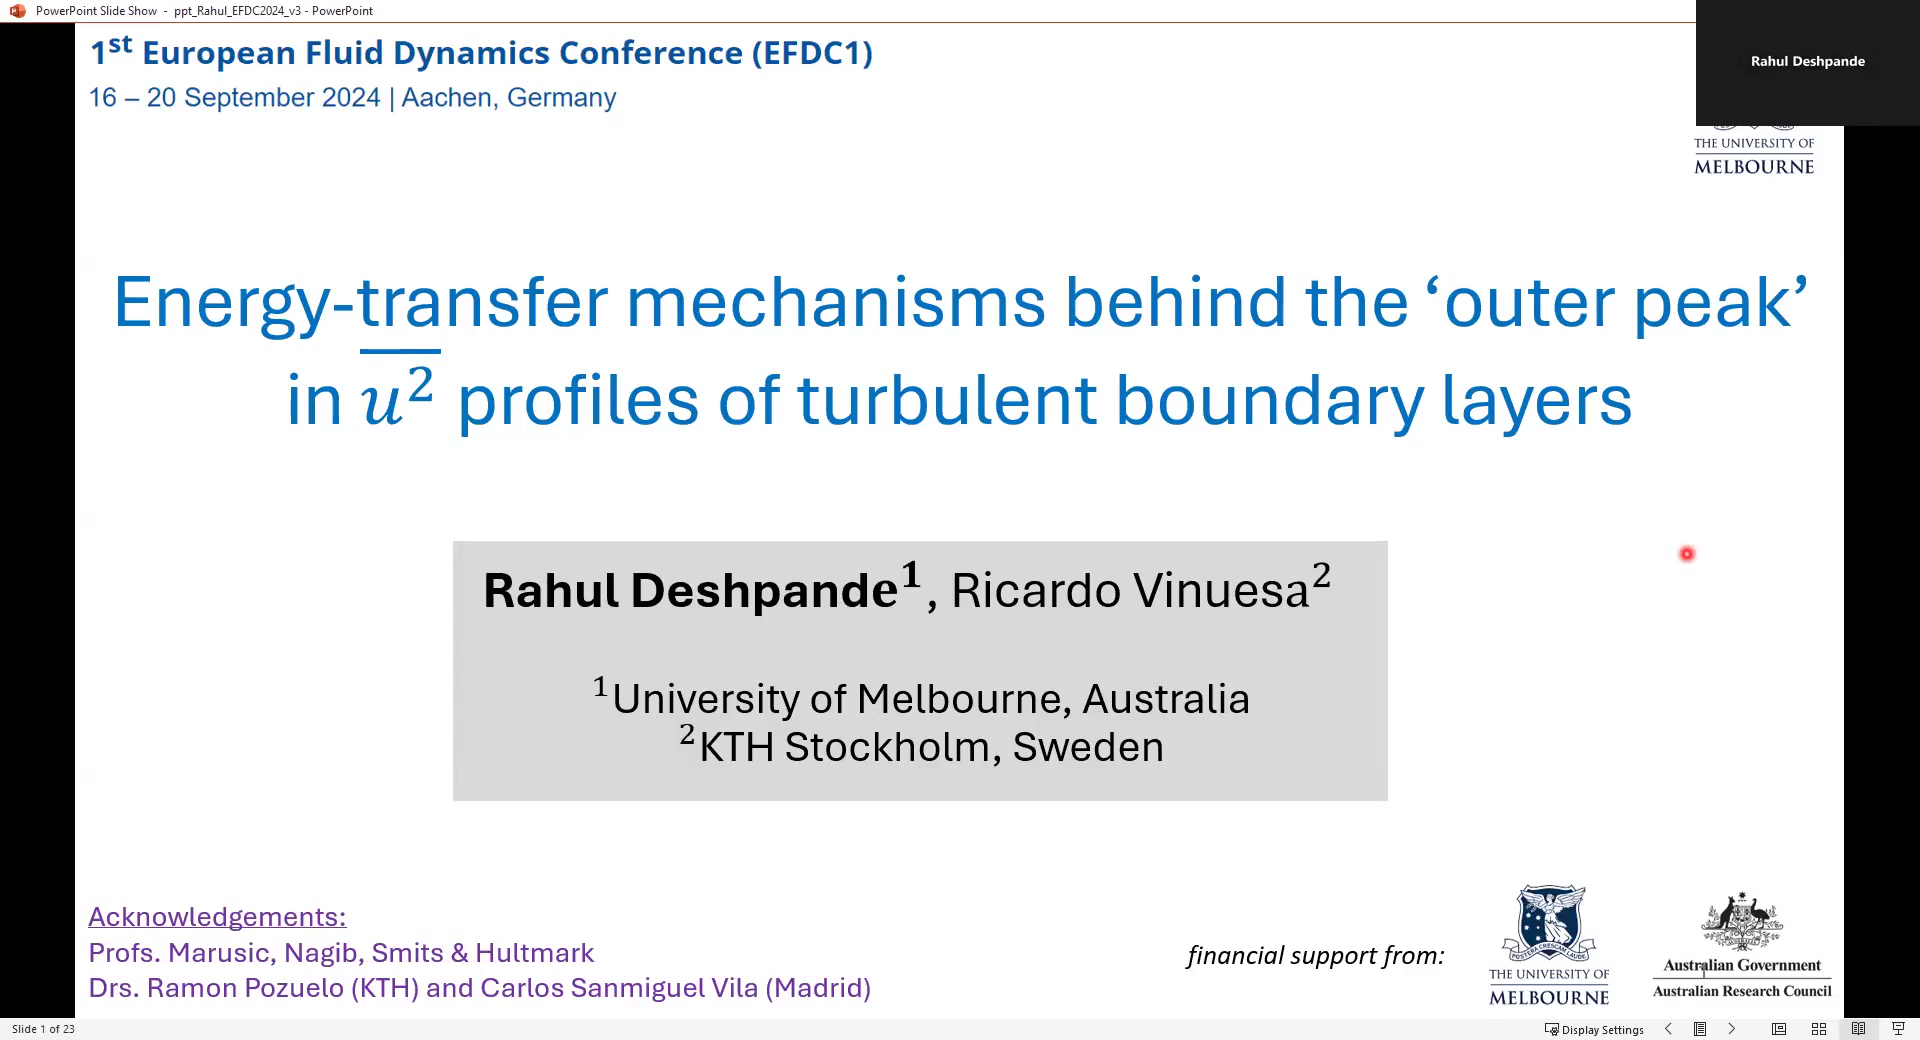 PowerPoint Slide Show - ppt_Rahul_EFDC2024_v3 - PowerPoint
1st European Fluid Dynamics Conference (EFDC1)
16 – 20 September 2024 | Aachen, Germany
Rahul Deshpande
THE UNIVERSITY OF
MELBOURNE
Energy-transfer mechanisms behind the ‘outer peak’
in u² profiles of turbulent boundary layers
Rahul Deshpande¹, Ricardo Vinuesa²
¹University of Melbourne, Australia
²KTH Stockholm, Sweden
Acknowledgements:
Profs. Marusic, Nagib, Smits & Hultmark
Drs. Ramon Pozuelo (KTH) and Carlos Sanmiguel Vila (Madrid)
financial support from:
POSTERA CRESCAM LAUDE
THE UNIVERSITY OF
MELBOURNE
Australian Government
Australian Research Council
Slide 1 of 23
Display Settings